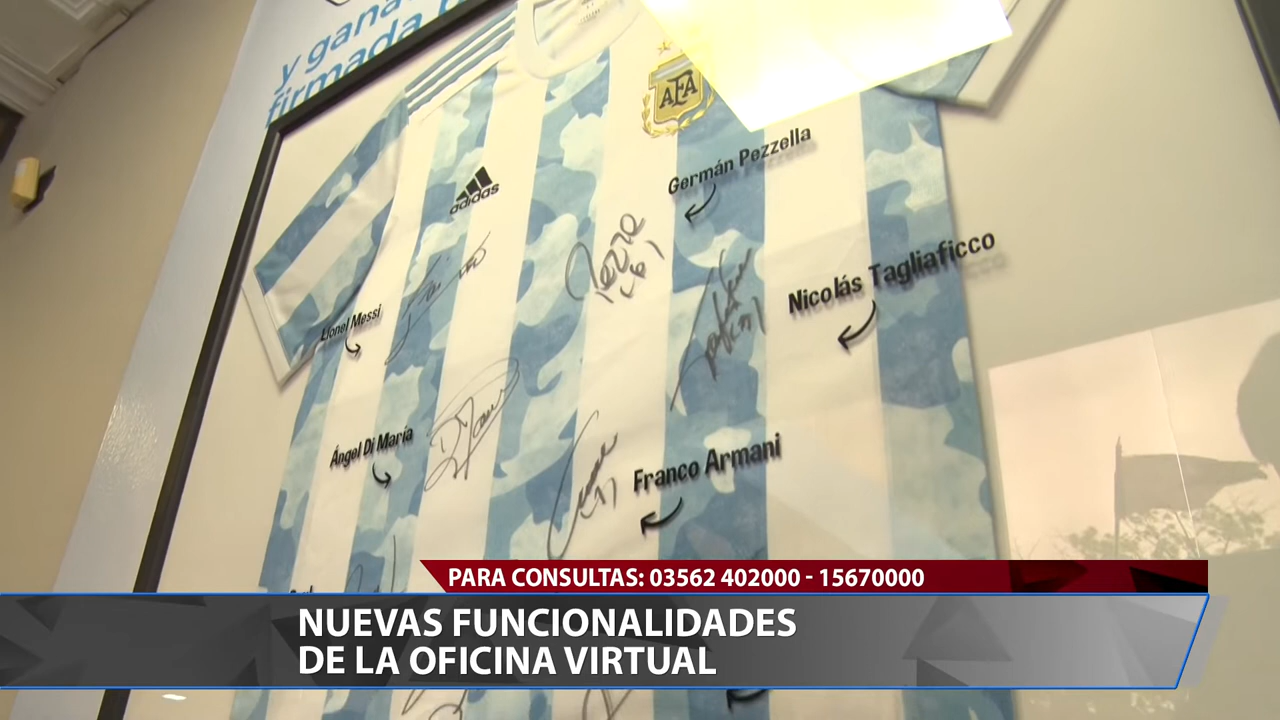 y gana
firmada
AFA
adidas
Germán Pezzella
Nicolás Tagliafico
Lionel Messi
Ángel Di María
Franco Armani
PARA CONSULTAS: 03562 402000 - 15670000
NUEVAS FUNCIONALIDADES
DE LA OFICINA VIRTUAL